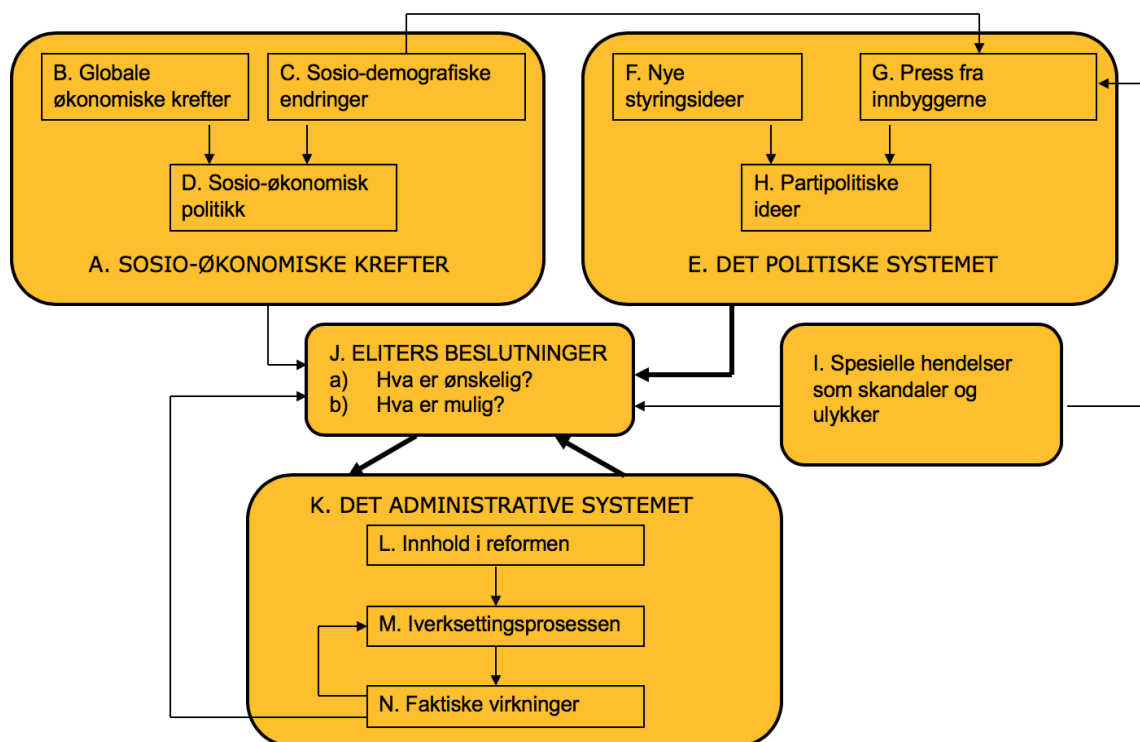 B. Globale
økonomiske krefter
C. Sosio-demografiske
endringer
D. Sosio-økonomisk
politikk
A. SOSIO-ØKONOMISKE KREFTER
F. Nye
styringsideer
G. Press fra
innbyggerne
H. Partipolitiske
ideer
E. DET POLITISKE SYSTEMET
J. ELITERS BESLUTNINGER
a) Hva er ønskelig?
b) Hva er mulig?
I. Spesielle hendelser
som skandaler og
ulykker
K. DET ADMINISTRATIVE SYSTEMET
L. Innhold i reformen
M. Iverksettingsprosessen
N. Faktiske virkninger